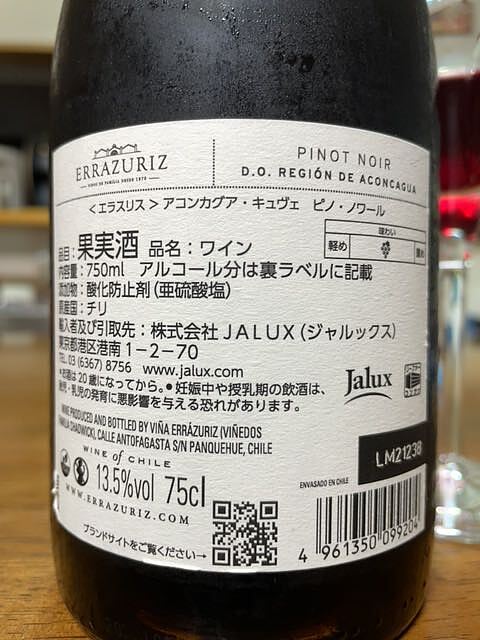 ERRAZURIZ
VINOS DE FAMILIA DESDE 1870
PINOT NOIR
D.O. REGIÓN DE ACONCAGUA
<エラスリス>アコンカグア・キュヴェ ピノ・ノワール
味わい
軽め
品目：果実酒 品名：ワイン
内容量：750ml アルコール分は裏ラベルに記載
添加物：酸化防止剤(亜硫酸塩)
原産国：チリ
輸入者及び引取先：株式会社JALUX(ジャルックス)
東京都港区港南1-2-70
TEL 03 (6367) 8756 www.jalux.com
●お酒は20歳になってから。●妊娠中や授乳期の飲酒は、
胎児・乳児の発育に悪影響を与える恐れがあります。
Jalux
WINE PRODUCED AND BOTTLED BY VIÑA ERRÁZURIZ (VIÑEDOS
FAMILIA CHADWICK), CALLE ANTOFAGASTA S/N PANQUEHUE, CHILE
WINE of CHILE
13.5%vol 75cl
WWW.ERRAZURIZ.COM
ブランドサイトをご覧ください→
LM21238
ENVASADO EN CHILE
4 961350 099204